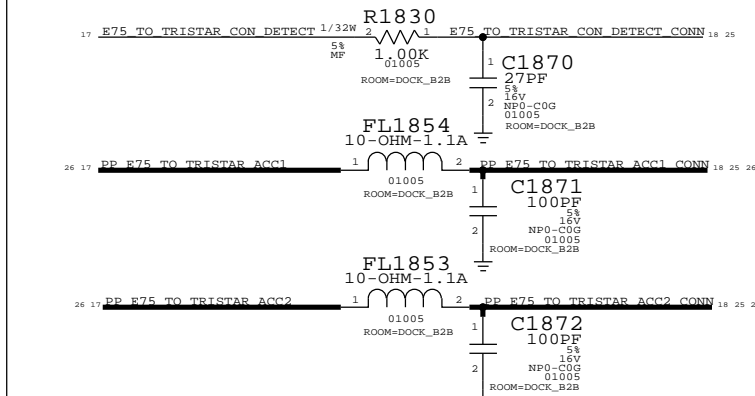 R1830
17 E75_TO_TRISTAR_CON_DETECT 1/32W 2 1 E75_TO_TRISTAR_CON_DETECT_CONN 18 25
5% 1.00K
MF 01005
ROOM=DOCK_B2B
1 C1870
27PF
5%
2 16V
NP0-C0G
01005
ROOM=DOCK_B2B
FL1854
10-OHM-1.1A
26 17 PP_E75_TO_TRISTAR_ACC1 1 2 PP_E75_TO_TRISTAR_ACC1_CONN 18 25 26
01005
ROOM=DOCK_B2B
1 C1871
100PF
5%
2 16V
NP0-C0G
01005
ROOM=DOCK_B2B
FL1853
10-OHM-1.1A
26 17 PP_E75_TO_TRISTAR_ACC2 1 2 PP_E75_TO_TRISTAR_ACC2_CONN 18 25
01005
ROOM=DOCK_B2B
1 C1872
100PF
5%
2 16V
NP0-C0G
01005
ROOM=DOCK_B2B